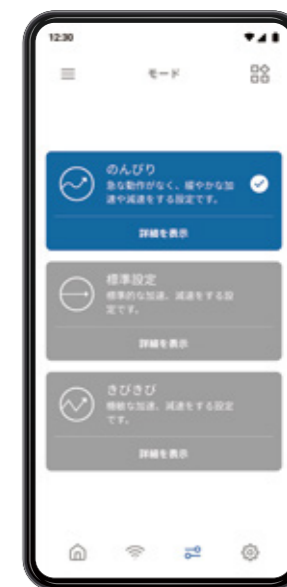 12:30
モード
のんびり
急な動作がなく、緩やかな加
速や減速をする設定です。
詳細を表示
標準設定
標準的な加速、減速をする設
定です。
詳細を表示
きびきび
機敏な加速、減速をする設定
です。
詳細を表示